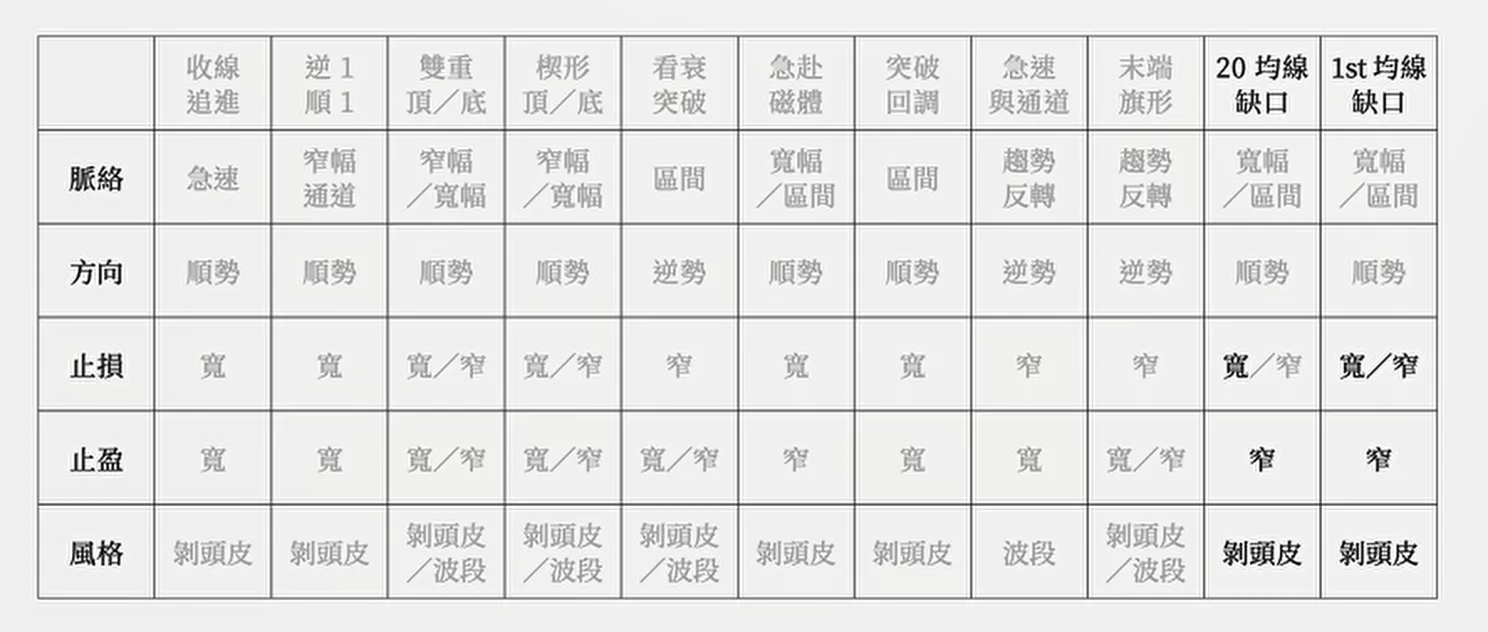 收線 逆 1 雙重 楔形 看衰 急赴 突破 急速 末端 20 均線 1st 均線
追進 順 1 頂／底 頂／底 突破 磁體 回調 與通道 旗形 缺口 缺口
脈絡 急速 窄幅 窄幅 窄幅 區間 寬幅 區間 趨勢 趨勢 寬幅 寬幅
通道 ／寬幅 ／寬幅 ／區間 反轉 反轉 ／區間 ／區間
方向 順勢 順勢 順勢 順勢 逆勢 順勢 順勢 逆勢 逆勢 順勢 順勢
止損 寬 寬 寬／窄 寬／窄 窄 寬 寬 窄 窄 寬／窄 寬／窄
止盈 寬 寬 寬／窄 寬／窄 寬／窄 窄 寬 寬 寬／窄 窄 窄
風格 剝頭皮 剝頭皮 剝頭皮 剝頭皮 剝頭皮 剝頭皮 剝頭皮 波段 剝頭皮 剝頭皮 剝頭皮
／波段 ／波段 ／波段 ／波段